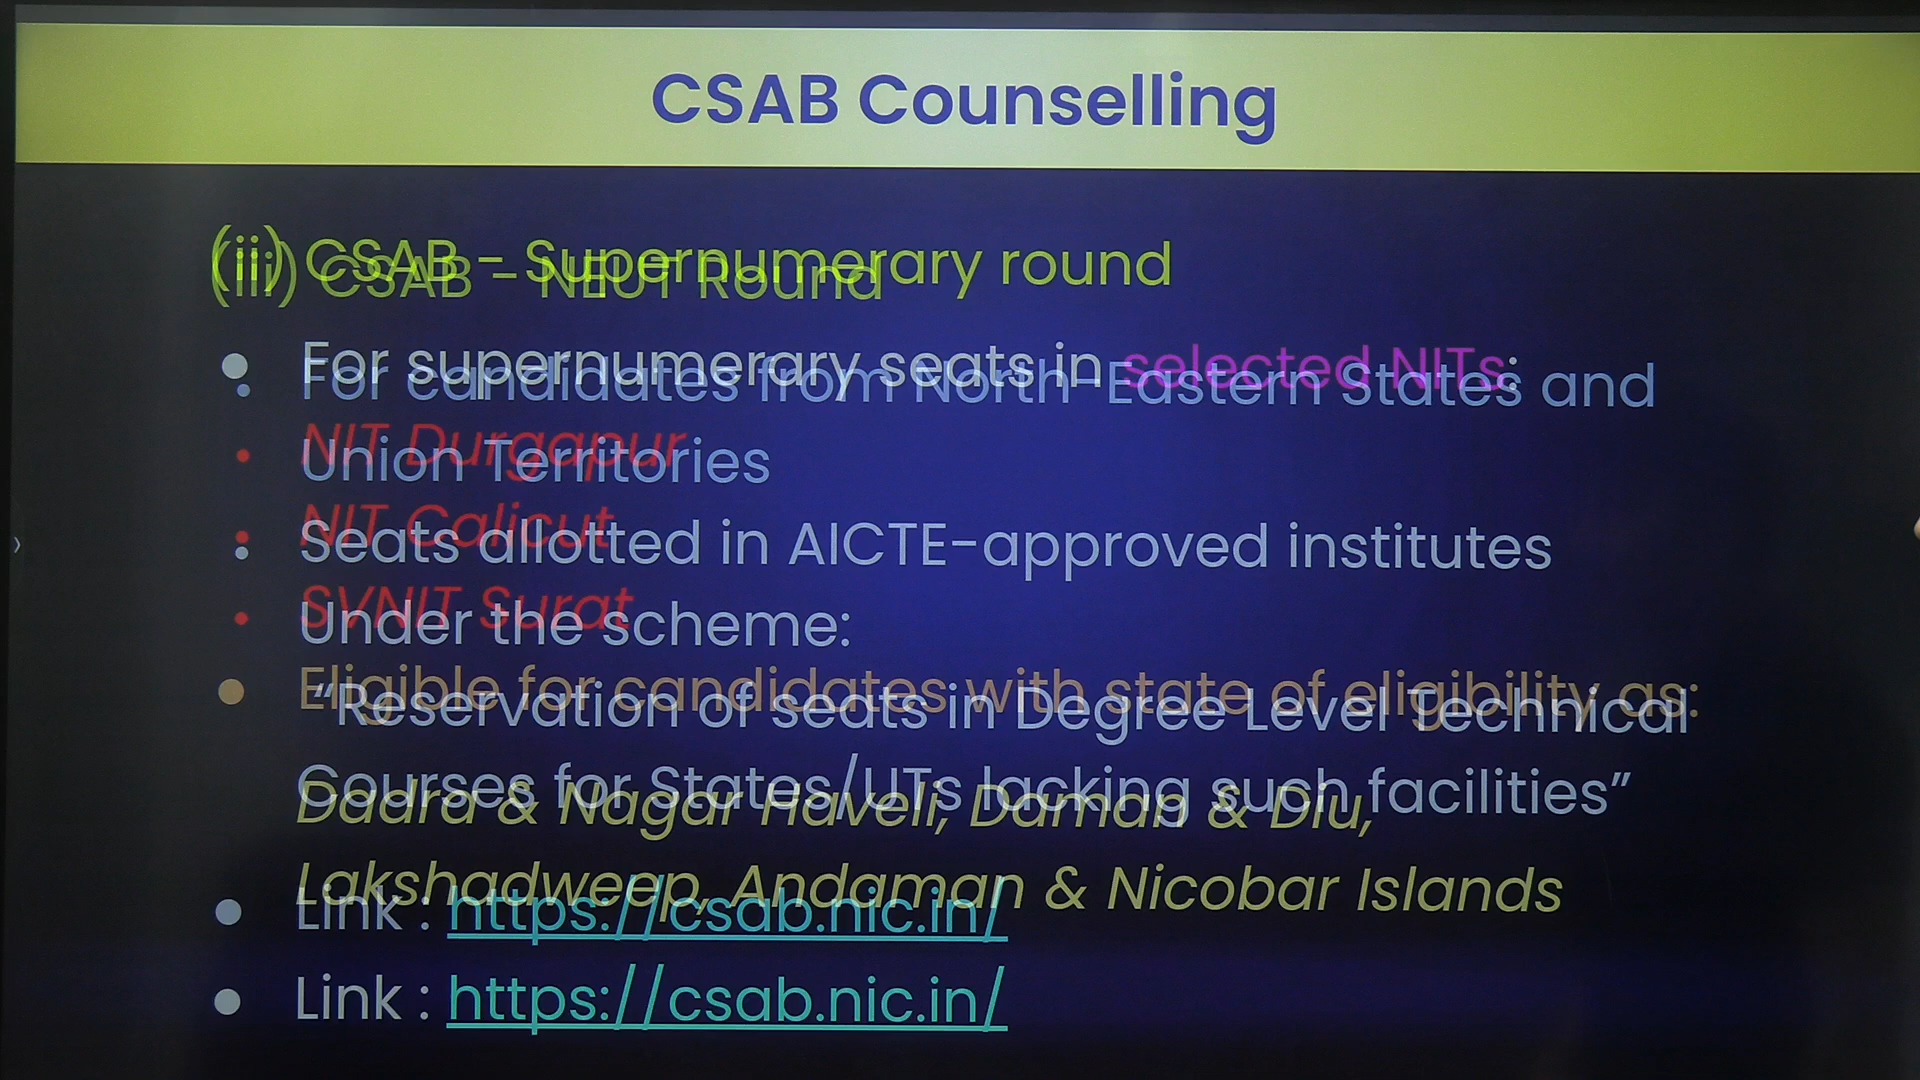 CSAB Counselling
(ii) CSAB – Supernumerary round
• For supernumerary seats in selected NITs:
• NIT Durgapur
• NIT Calicut
• SVNIT Surat
• Eligible for candidates with state of eligibility as:
Dadra & Nagar Haveli, Daman & Diu,
Lakshadweep, Andaman & Nicobar Islands
• Link : https://csab.nic.in/
(iii) CSAB – NEUT Round
• For candidates from North-Eastern States and
Union Territories
• Seats allotted in AICTE-approved institutes
Under the scheme:
“Reservation of seats in Degree Level Technical
Courses for States/UTs lacking such facilities”
• Link : https://csab.nic.in/